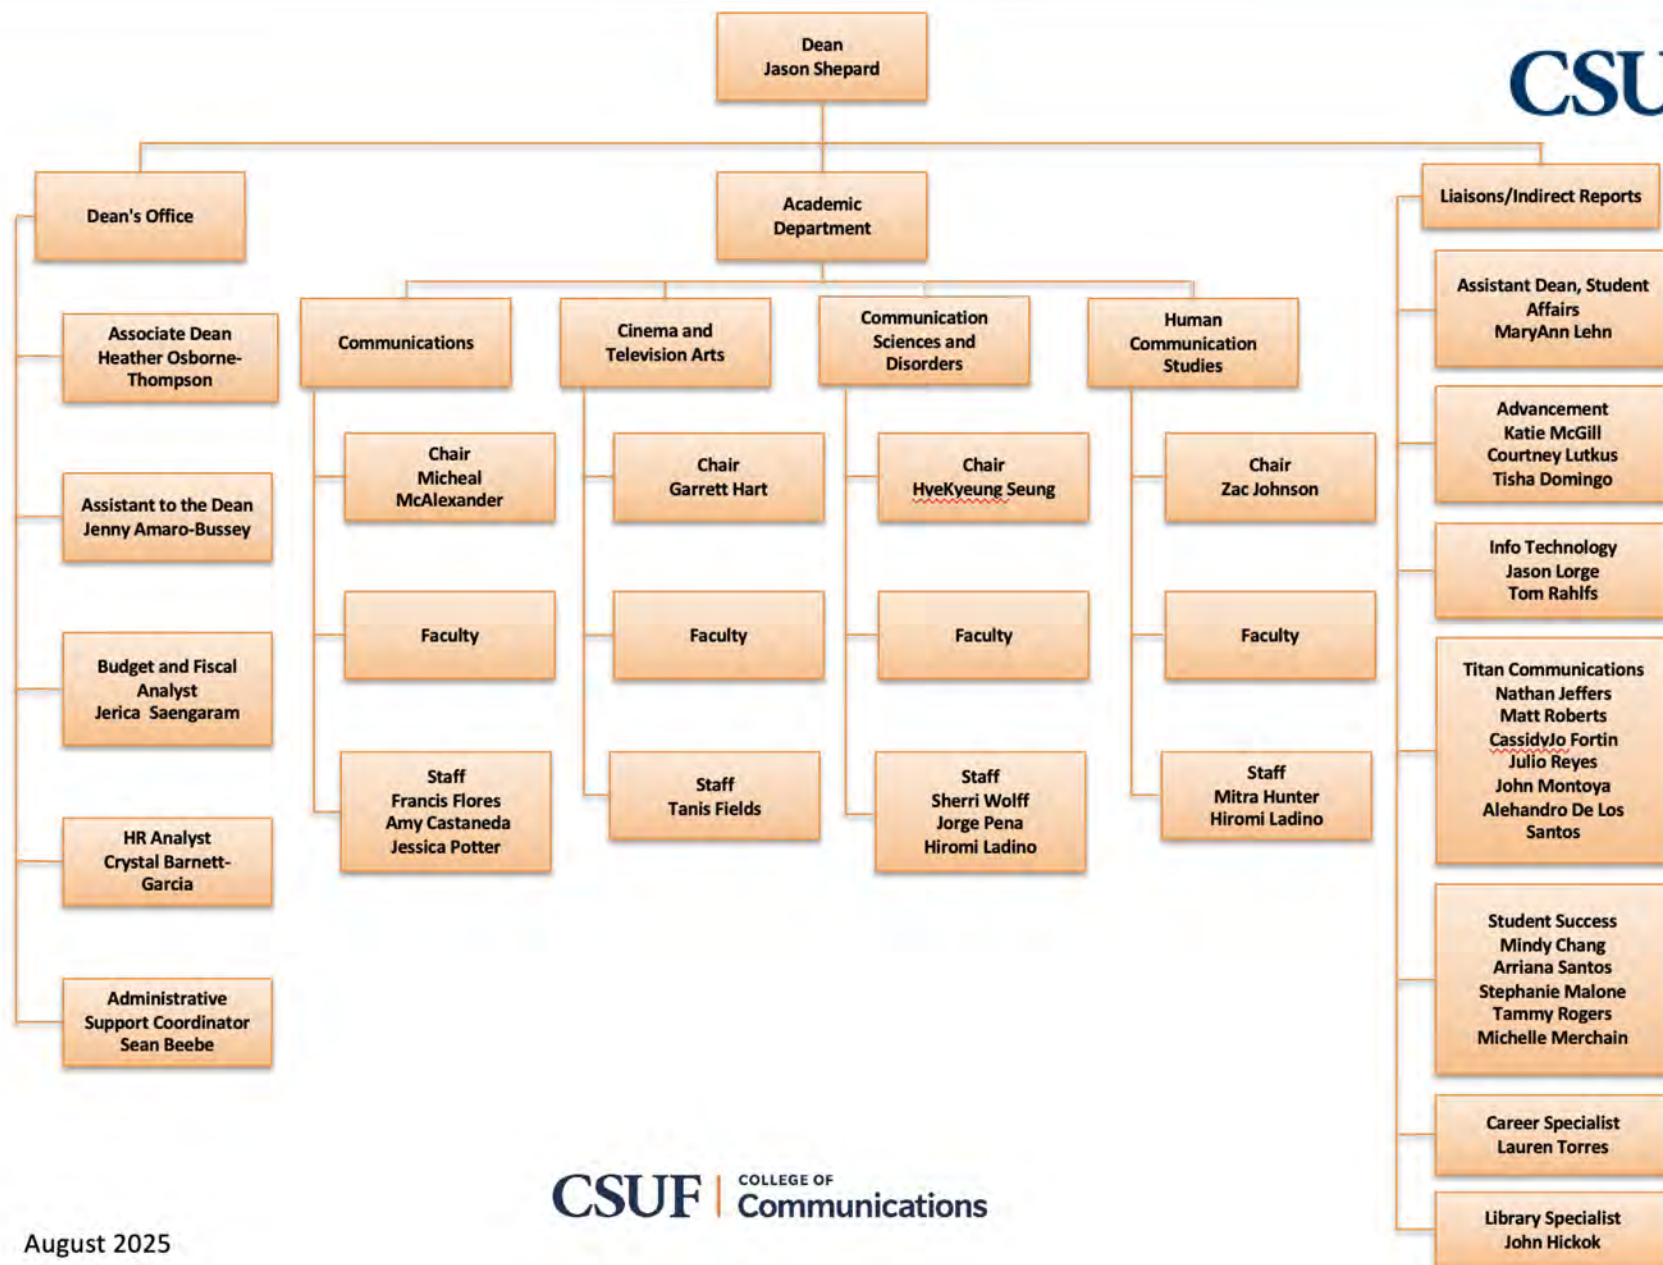 Dean
Jason Shepard
CSU
Dean's Office
Academic
Department
Liaisons/Indirect Reports
Associate Dean
Heather Osborne-
Thompson
Assistant to the Dean
Jenny Amaro-Bussey
Budget and Fiscal
Analyst
Jerica Saengaram
HR Analyst
Crystal Barnett-
Garcia
Administrative
Support Coordinator
Sean Beebe
Communications
Chair
Micheal
McAlexander
Faculty
Staff
Francis Flores
Amy Castaneda
Jessica Potter
Cinema and
Television Arts
Chair
Garrett Hart
Faculty
Staff
Tanis Fields
Communication
Sciences and
Disorders
Chair
HyeKyeung Seung
Faculty
Staff
Sherri Wolff
Jorge Pena
Hiromi Ladino
Human
Communication
Studies
Chair
Zac Johnson
Faculty
Staff
Mitra Hunter
Hiromi Ladino
Assistant Dean, Student
Affairs
MaryAnn Lehn
Advancement
Katie McGill
Courtney Lutkus
Tisha Domingo
Info Technology
Jason Lorge
Tom Rahlfs
Titan Communications
Nathan Jeffers
Matt Roberts
CassidyJo Fortin
Julio Reyes
John Montoya
Alehandro De Los
Santos
Student Success
Mindy Chang
Arriana Santos
Stephanie Malone
Tammy Rogers
Michelle Merchain
Career Specialist
Lauren Torres
Library Specialist
John Hickok
CSUF
COLLEGE OF
Communications
August 2025